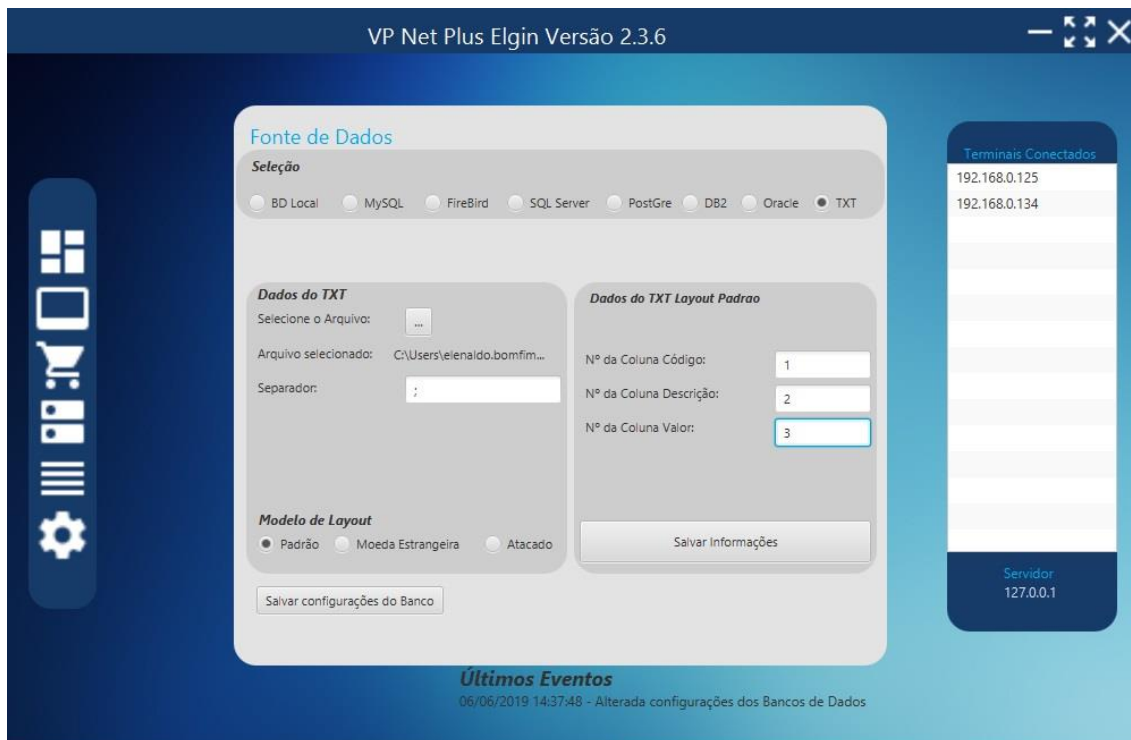 VP Net Plus Elgin Versão 2.3.6
Fonte de Dados
Seleção
BD Local MySQL FireBird SQL Server PostGre DB2 Oracle TXT
Dados do TXT
Selecione o Arquivo: ...
Arquivo selecionado: C:\Users\elenaldo.bomfim...
Separador: ;
Modelo de Layout
Padrão Moeda Estrangeira Atacado
Salvar configurações do Banco
Dados do TXT Layout Padrao
Nº da Coluna Código: 1
Nº da Coluna Descrição: 2
Nº da Coluna Valor: 3
Salvar Informações
Terminais Conectados
192.168.0.125
192.168.0.134
Servidor
127.0.0.1
Últimos Eventos
06/06/2019 14:37:48 - Alterada configurações dos Bancos de Dados